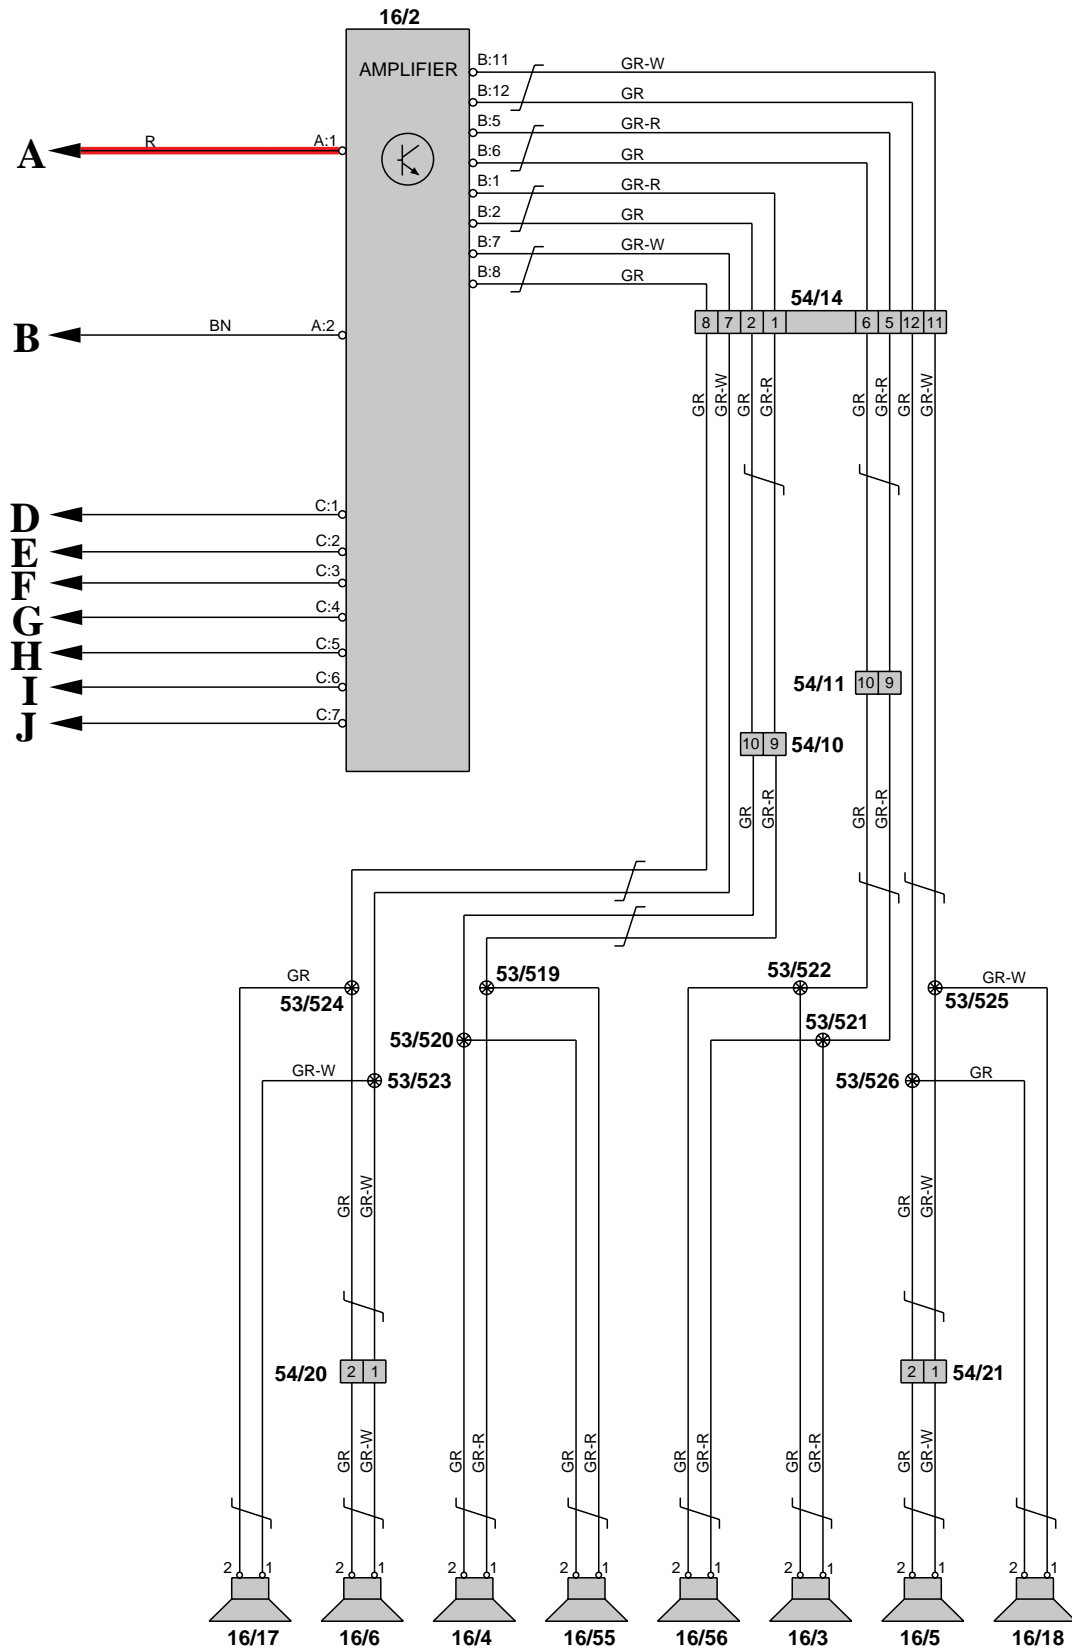 16/2
AMPLIFIER
B:11
GR-W
B:12
GR
B:5
GR-R
B:6
GR
B:1
GR-R
B:2
GR
B:7
GR-W
B:8
GR
A
R
A:1
B
BN
A:2
54/14
8 7 2 1 6 5 12 11
GR
GR-W
GR
GR-R
GR
GR-R
GR
GR-W
D
C:1
E
C:2
F
C:3
G
C:4
H
C:5
I
C:6
J
C:7
54/11
10 9
10 9
54/10
GR
GR-R
GR
GR-R
GR
53/524
53/519
53/522
GR-W
53/525
53/520
53/521
GR-W
53/523
53/526
GR
GR
GR-W
GR
GR-W
54/20
2 1
2 1
54/21
GR
GR-W
GR
GR-R
GR
GR-R
GR
GR-R
GR
GR-R
GR
GR-W
2 1
2 1
2 1
2 1
2 1
2 1
2 1
2 1
16/17
16/6
16/4
16/55
16/56
16/3
16/5
16/18